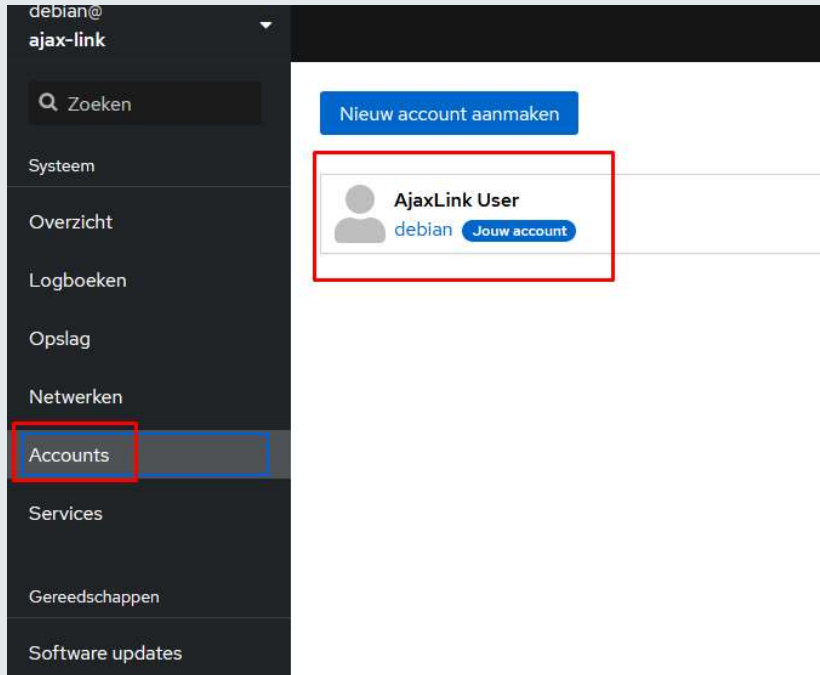 debian@
ajax-link
Zoeken
Systeem
Overzicht
Logboeken
Opslag
Netwerken
Accounts
Services
Gereedschappen
Software updates
Nieuw account aanmaken
AjaxLink User
debian Jouw account